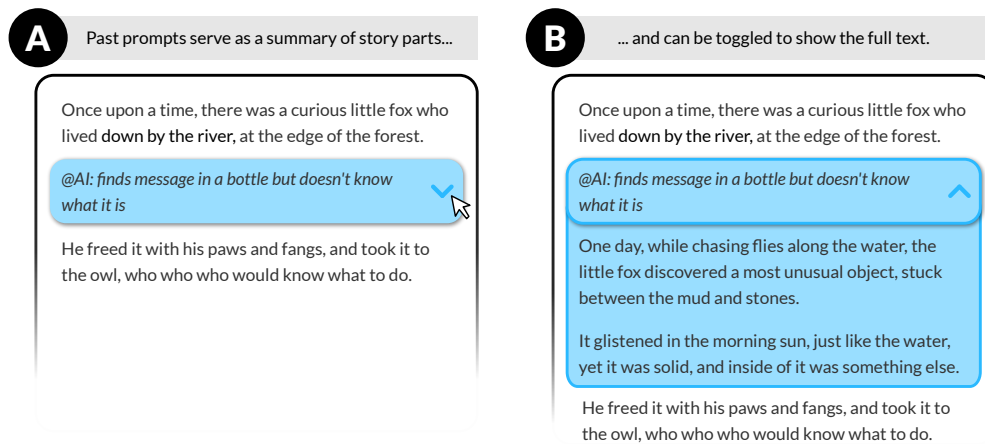 A
Past prompts serve as a summary of story parts...
Once upon a time, there was a curious little fox who
lived down by the river, at the edge of the forest.
@AI: finds message in a bottle but doesn't know
what it is
He freed it with his paws and fangs, and took it to
the owl, who who who would know what to do.
B
... and can be toggled to show the full text.
Once upon a time, there was a curious little fox who
lived down by the river, at the edge of the forest.
@AI: finds message in a bottle but doesn't know
what it is
One day, while chasing flies along the water, the
little fox discovered a most unusual object, stuck
between the mud and stones.
It glistened in the morning sun, just like the water,
yet it was solid, and inside of it was something else.
He freed it with his paws and fangs, and took it to
the owl, who who who would know what to do.